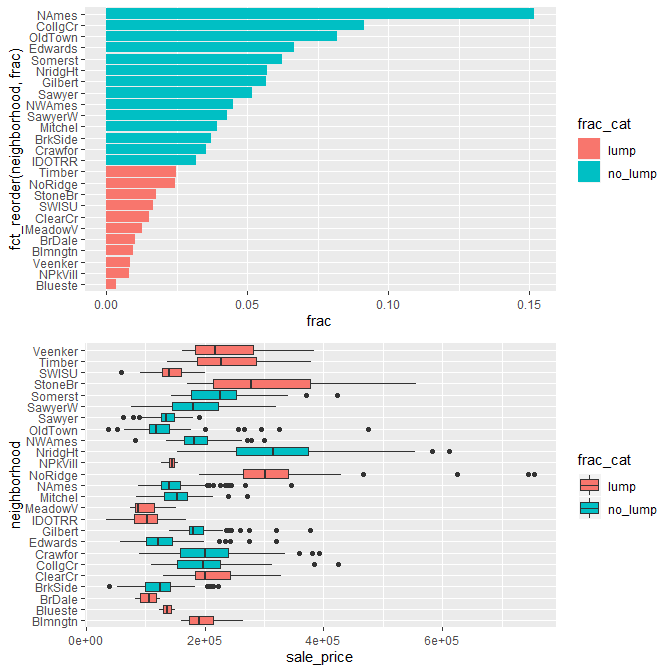 NAmes
CollgCr
OldTown
Edwards
Somerst
NridgHt
Gilbert
Sawyer
NWAmes
SawyerW
Mitchel
BrkSide
Crawfor
IDOTRR
Timber
NoRidge
StoneBr
SWISU
ClearCr
MeadowV
BrDale
Blmngtn
Veenker
NPkVill
Blueste
fct_reorder(neighborhood, frac)
0.00 0.05 0.10 0.15
frac
frac_cat
lump
no_lump
Veenker
Timber
SWISU
StoneBr
Somerst
SawyerW
Sawyer
OldTown
NWAmes
NridgHt
NPkVill
NoRidge
NAmes
Mitchel
MeadowV
IDOTRR
Gilbert
Edwards
Crawfor
CollgCr
ClearCr
BrkSide
BrDale
Blueste
Blmngtn
neighborhood
0e+00 2e+05 4e+05 6e+05
sale_price
frac_cat
lump
no_lump